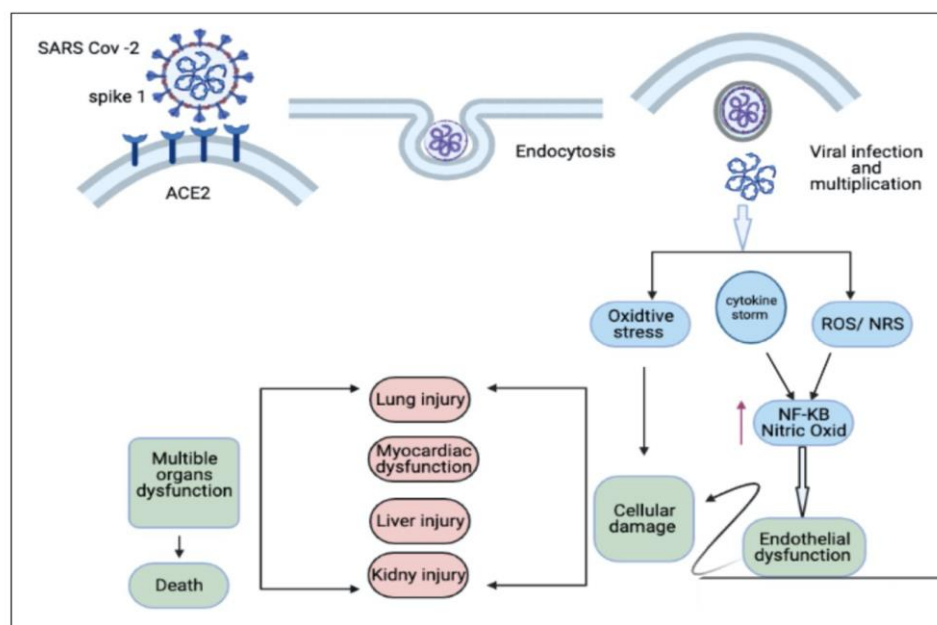 SARS Cov -2
spike 1
ACE2
Endocytosis
Viral infection
and
multiplication
Oxidtive
stress
cytokine
storm
ROS/ NRS
NF-KB
Nitric Oxid
Lung injury
Myocardiac
dysfunction
Liver injury
Kidny injury
Multiple
organs
dysfunction
Death
Cellular
damage
Endothelial
dysfunction